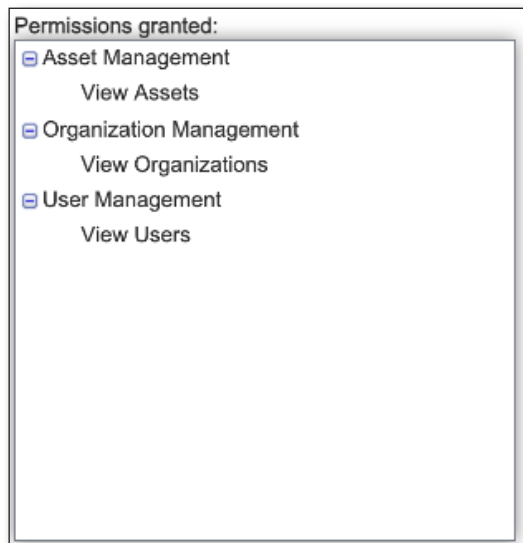 Permissions granted:
Asset Management
View Assets
Organization Management
View Organizations
User Management
View Users